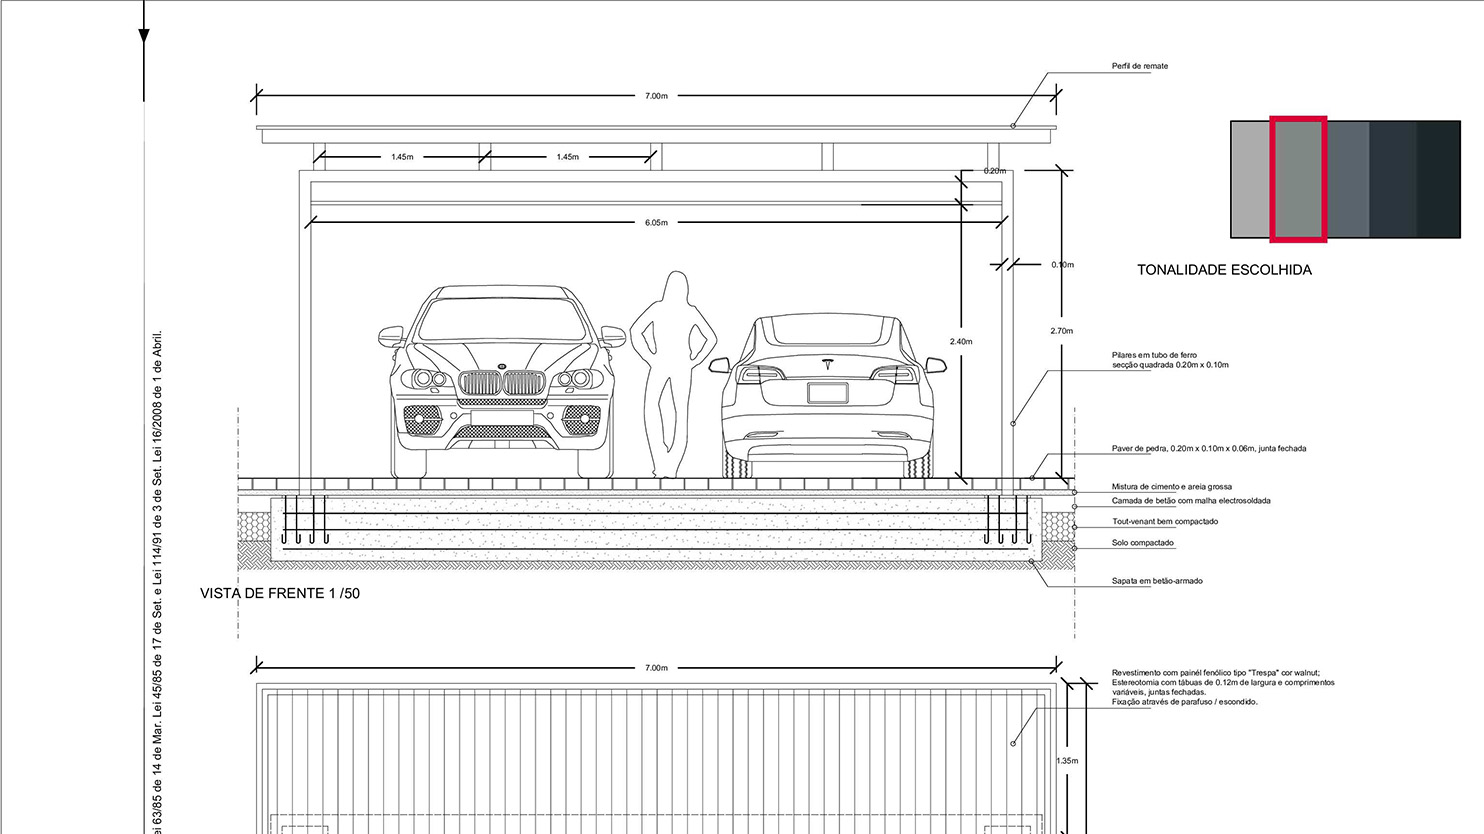 Perfil de remate
7.00m
1.45m
1.45m
0.20m
6.05m
0.10m
TONALIDADE ESCOLHIDA
2.70m
2.40m
Pilares em tubo de ferro
secção quadrada 0.20m x 0.10m
Paver de pedra, 0.20m x 0.10m x 0.06m, junta fechada
Mistura de cimento e areia grossa
Camada de betão com malha electrosoldada
Tout-venant bem compactado
Solo compactado
Sapata em betão-armado
VISTA DE FRENTE 1 /50
7.00m
Revestimento com painél fenólico tipo "Trespa" cor walnut;
Estereotomia com tábuas de 0.12m de largura e comprimentos
variáveis, juntas fechadas.
Fixação através de parafuso / escondido.
1.35m
ei 63/85 de 14 de Mar. Lei 45/85 de 17 de Set. e Lei 114/91 de 3 de Set. Lei 16/2008 de 1 de Abril.